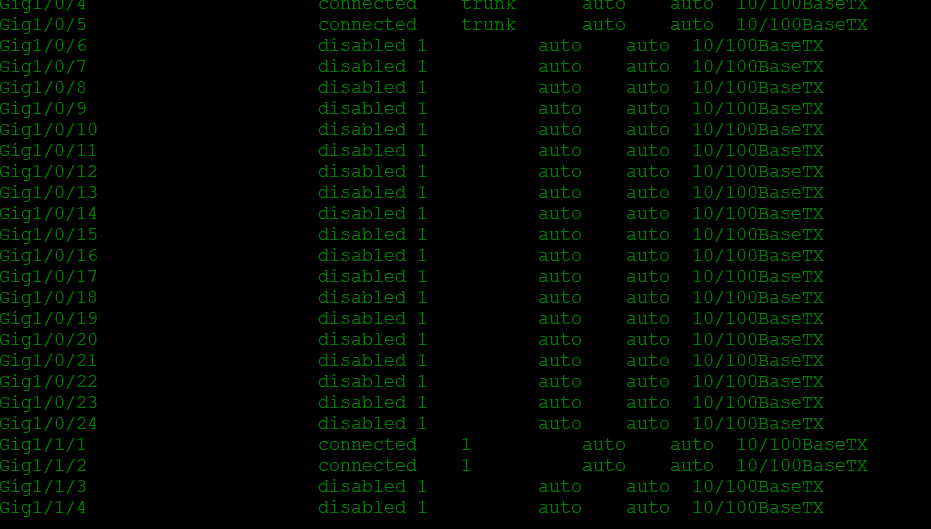 Gig1/0/4 connected trunk auto auto 10/100BaseTX
Gig1/0/5 connected trunk auto auto 10/100BaseTX
Gig1/0/6 disabled 1 auto auto 10/100BaseTX
Gig1/0/7 disabled 1 auto auto 10/100BaseTX
Gig1/0/8 disabled 1 auto auto 10/100BaseTX
Gig1/0/9 disabled 1 auto auto 10/100BaseTX
Gig1/0/10 disabled 1 auto auto 10/100BaseTX
Gig1/0/11 disabled 1 auto auto 10/100BaseTX
Gig1/0/12 disabled 1 auto auto 10/100BaseTX
Gig1/0/13 disabled 1 auto auto 10/100BaseTX
Gig1/0/14 disabled 1 auto auto 10/100BaseTX
Gig1/0/15 disabled 1 auto auto 10/100BaseTX
Gig1/0/16 disabled 1 auto auto 10/100BaseTX
Gig1/0/17 disabled 1 auto auto 10/100BaseTX
Gig1/0/18 disabled 1 auto auto 10/100BaseTX
Gig1/0/19 disabled 1 auto auto 10/100BaseTX
Gig1/0/20 disabled 1 auto auto 10/100BaseTX
Gig1/0/21 disabled 1 auto auto 10/100BaseTX
Gig1/0/22 disabled 1 auto auto 10/100BaseTX
Gig1/0/23 disabled 1 auto auto 10/100BaseTX
Gig1/0/24 disabled 1 auto auto 10/100BaseTX
Gig1/1/1 connected 1 auto auto 10/100BaseTX
Gig1/1/2 connected 1 auto auto 10/100BaseTX
Gig1/1/3 disabled 1 auto auto 10/100BaseTX
Gig1/1/4 disabled 1 auto auto 10/100BaseTX